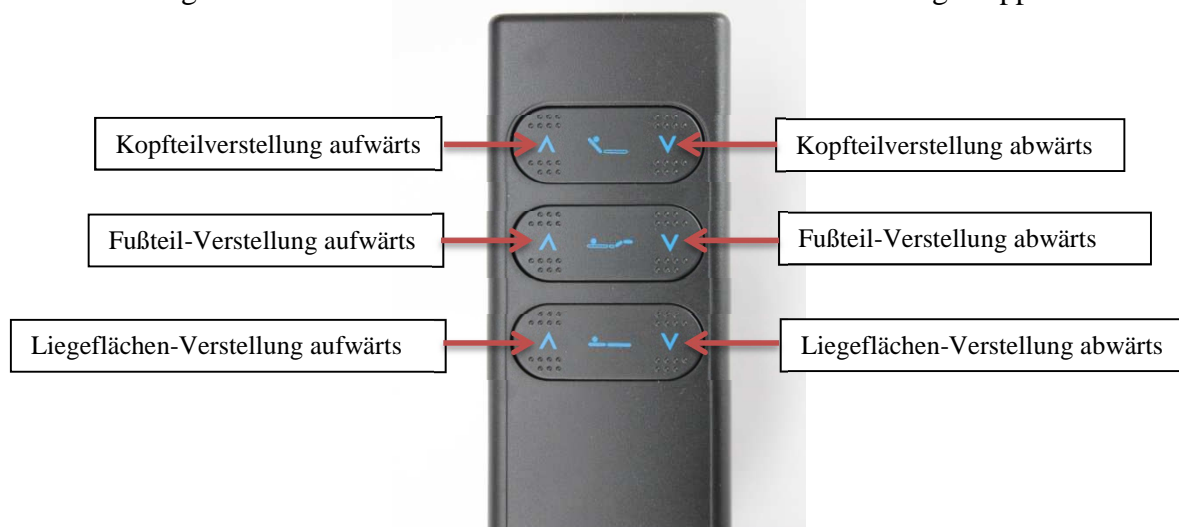 Kopfteilverstellung aufwärts
Kopfteilverstellung abwärts
Fußteil-Verstellung aufwärts
Fußteil-Verstellung abwärts
Liegeflächen-Verstellung aufwärts
Liegeflächen-Verstellung abwärts